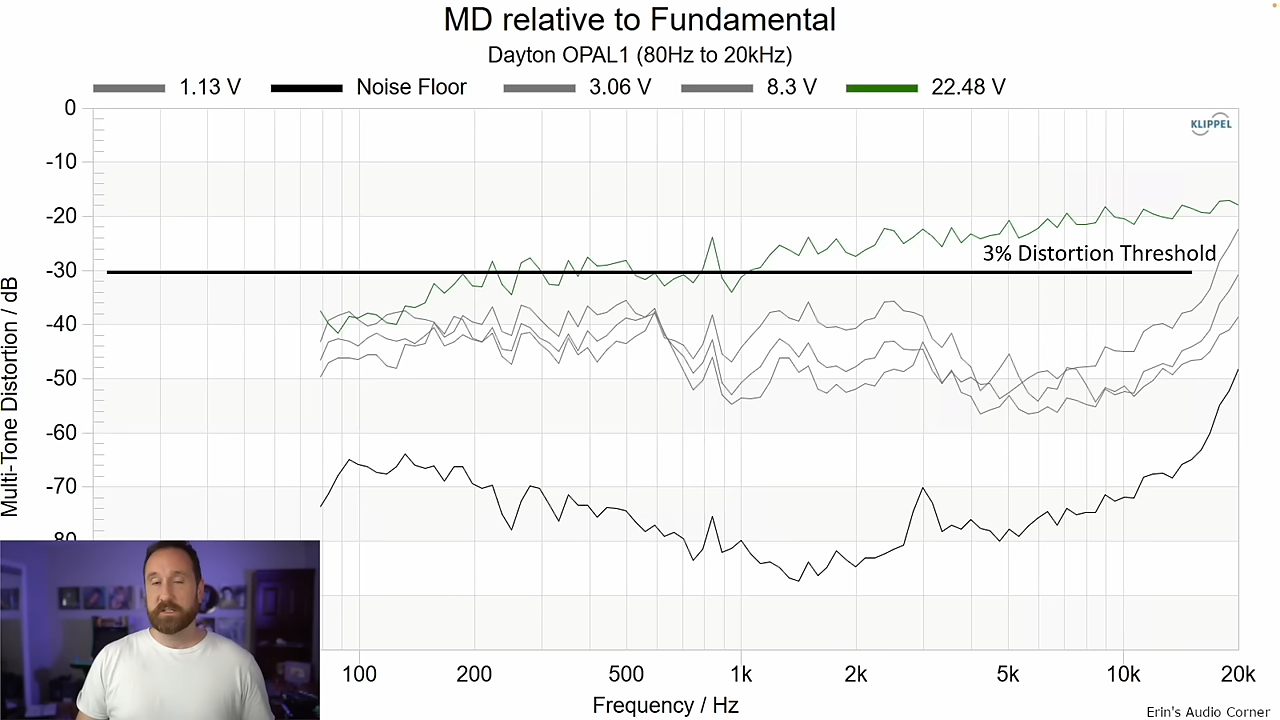 MD relative to Fundamental
Dayton OPAL1 (80Hz to 20kHz)
1.13 V Noise Floor 3.06 V 8.3 V 22.48 V
KLIPPEL
3% Distortion Threshold
Multi-Tone Distortion / dB
0
-10
-20
-30
-40
-50
-60
-70
80
100 200 500 1k 2k 5k 10k 20k
Frequency / Hz
Erin's Audio Corner